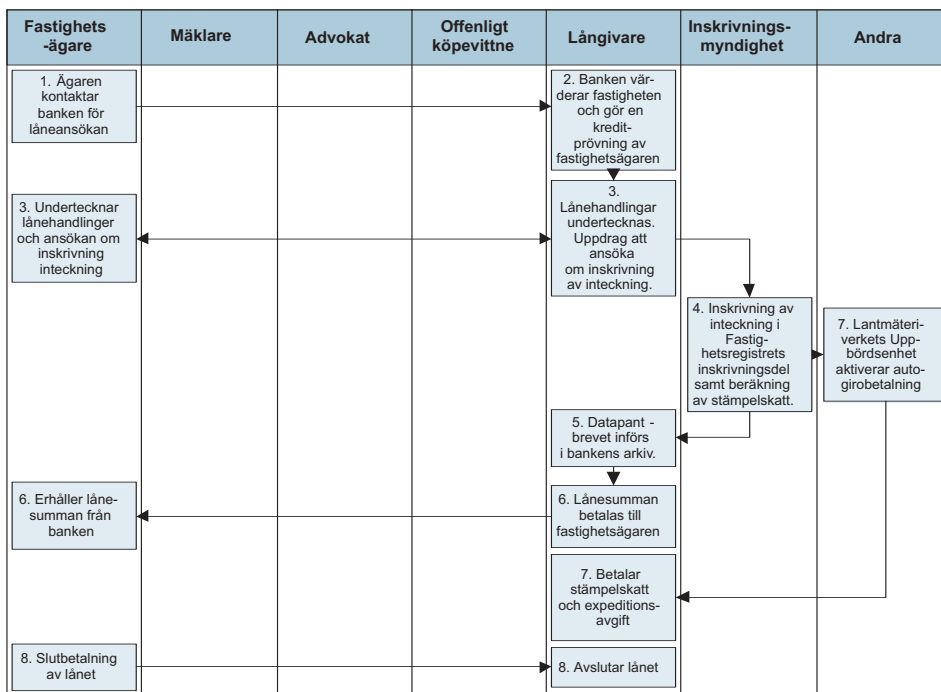 Fastighets
-ägare
Mäklare
Advokat
Offentligt
köpevittne
Långivare
Inskrivnings-
myndighet
Andra
1. Ägaren
kontaktar
banken för
låneansökan
2. Banken vär-
derar fastigheten
och gör en
kredit-
prövning av
fastighetsägaren
3. Undertecknar
lånehandlinger
och ansökan om
inskrivning
inteckning
3.
Lånehandlingar
undertecknas.
Uppdrag att
ansöka
om inskrivning
av inteckning.
4. Inskrivning av
inteckning i
Fastig-
hetsregistrets
inskrivningsdel
samt beräkning
av stämpelskatt.
7. Lantmäteri-
verkets Upp-
bördsenhet
aktiverar auto-
girobetalning
5. Datapant -
brevet införs
i bankens arkiv.
6. Erhåller låne-
summan från
banken
6. Lånesumman
betalas till
fastighetsägaren
7. Betalar
stämpelskatt
och expeditions-
avgift
8. Slutbetalning
av lånet
8. Avslutar lånet